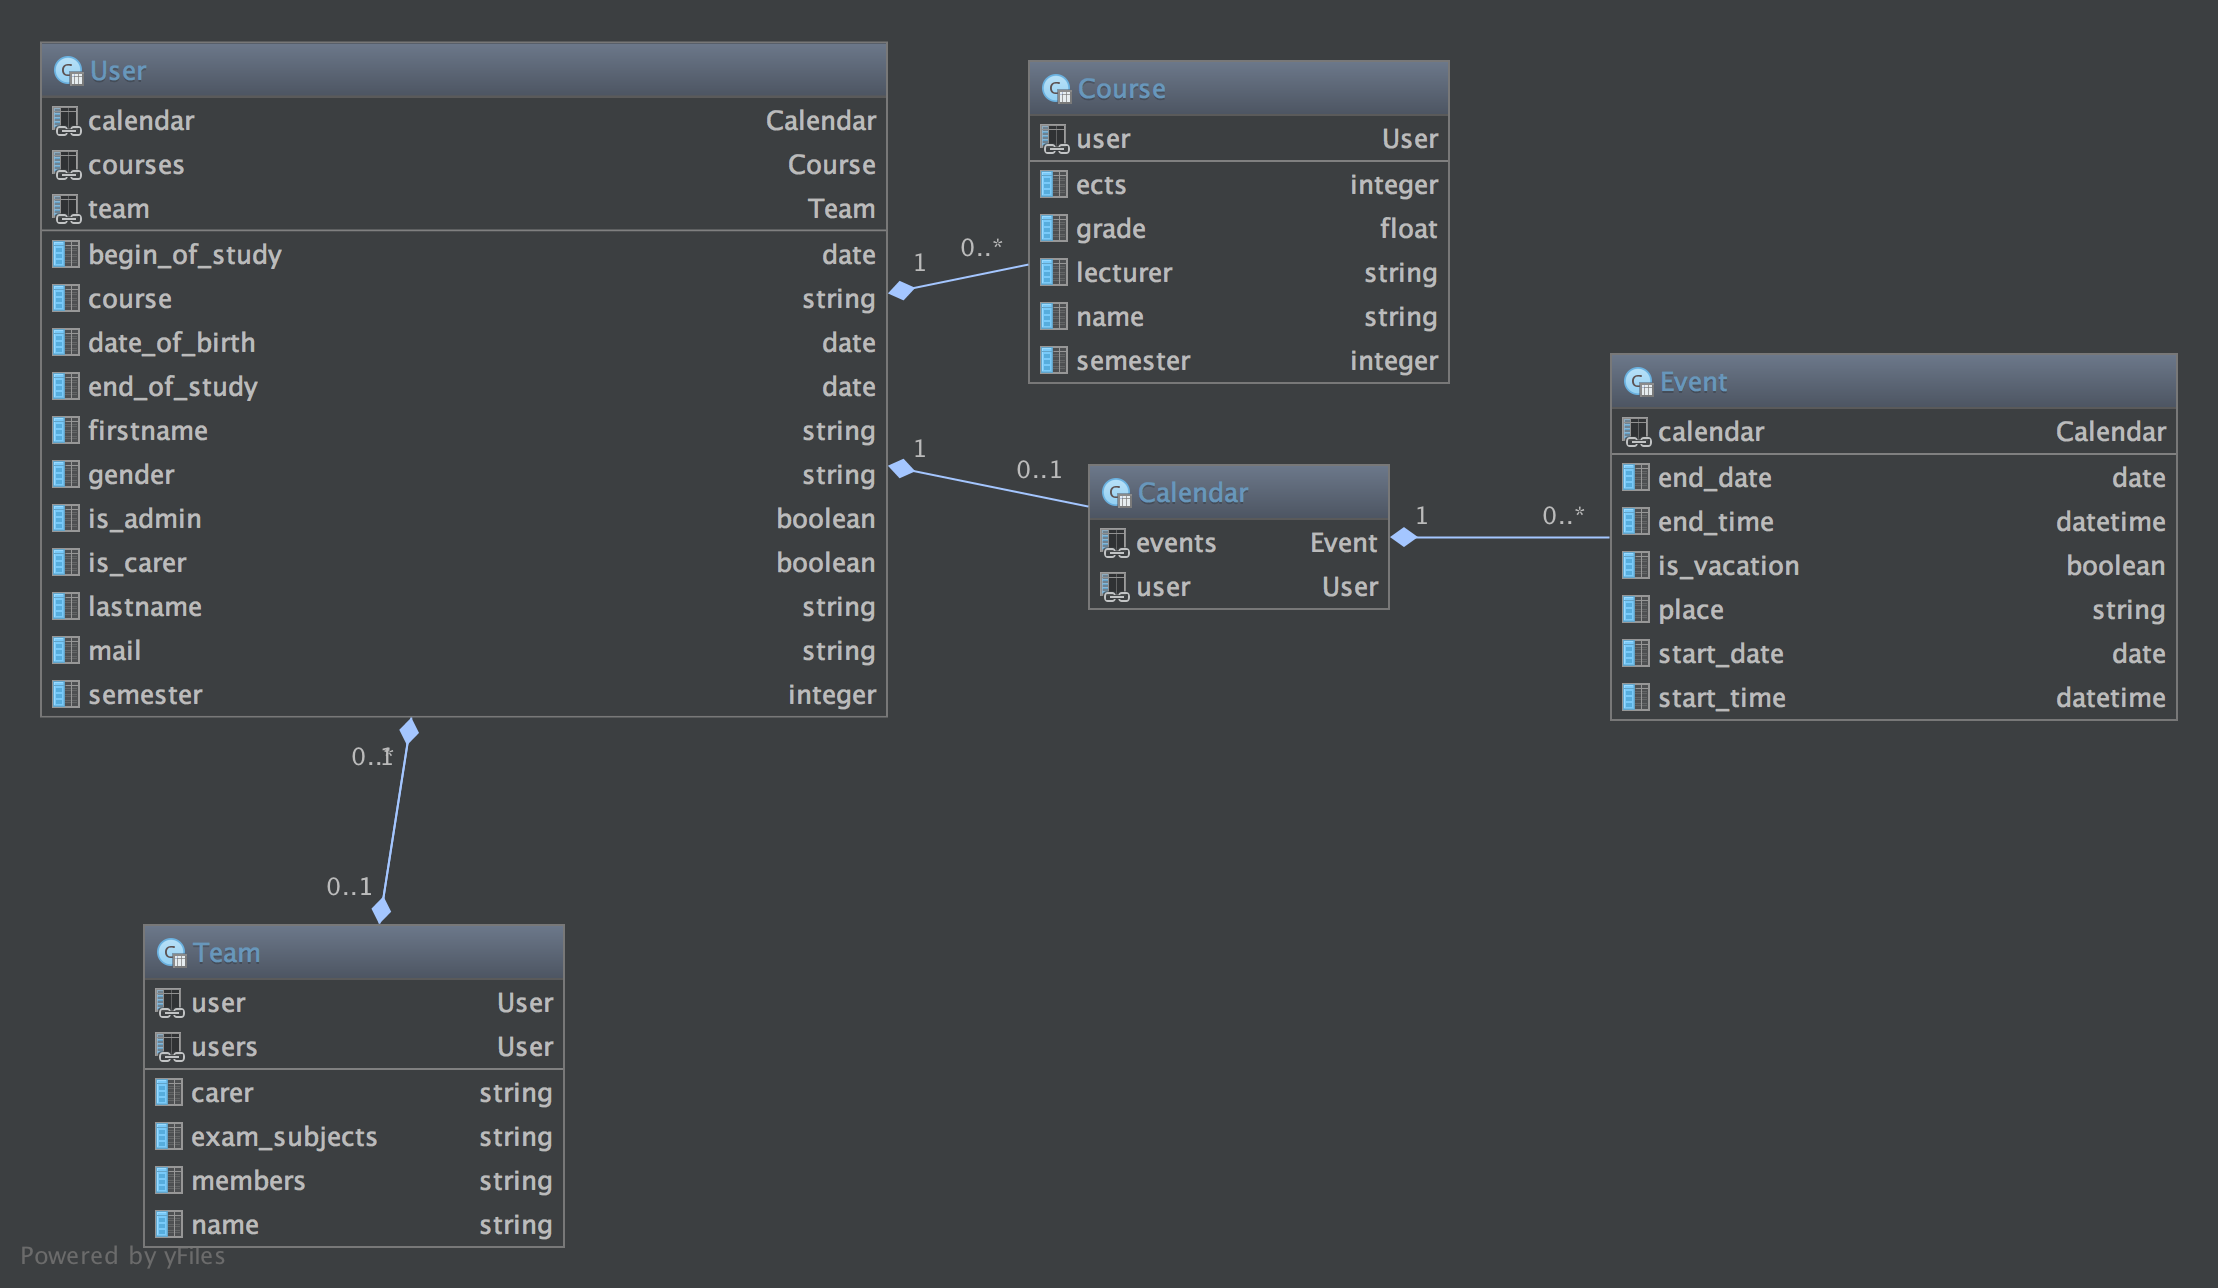 User
calendar Calendar
courses Course
team Team
begin_of_study date
course string
date_of_birth date
end_of_study date
firstname string
gender string
is_admin boolean
is_carer boolean
lastname string
mail string
semester integer
1 0..*
Course
user User
ects integer
grade float
lecturer string
name string
semester integer
1 0..1
Calendar
events Event
user User
1 0..*
Event
calendar Calendar
end_date date
end_time datetime
is_vacation boolean
place string
start_date date
start_time datetime
0..1
Team
user User
users User
carer string
exam_subjects string
members string
name string
Powered by yFiles